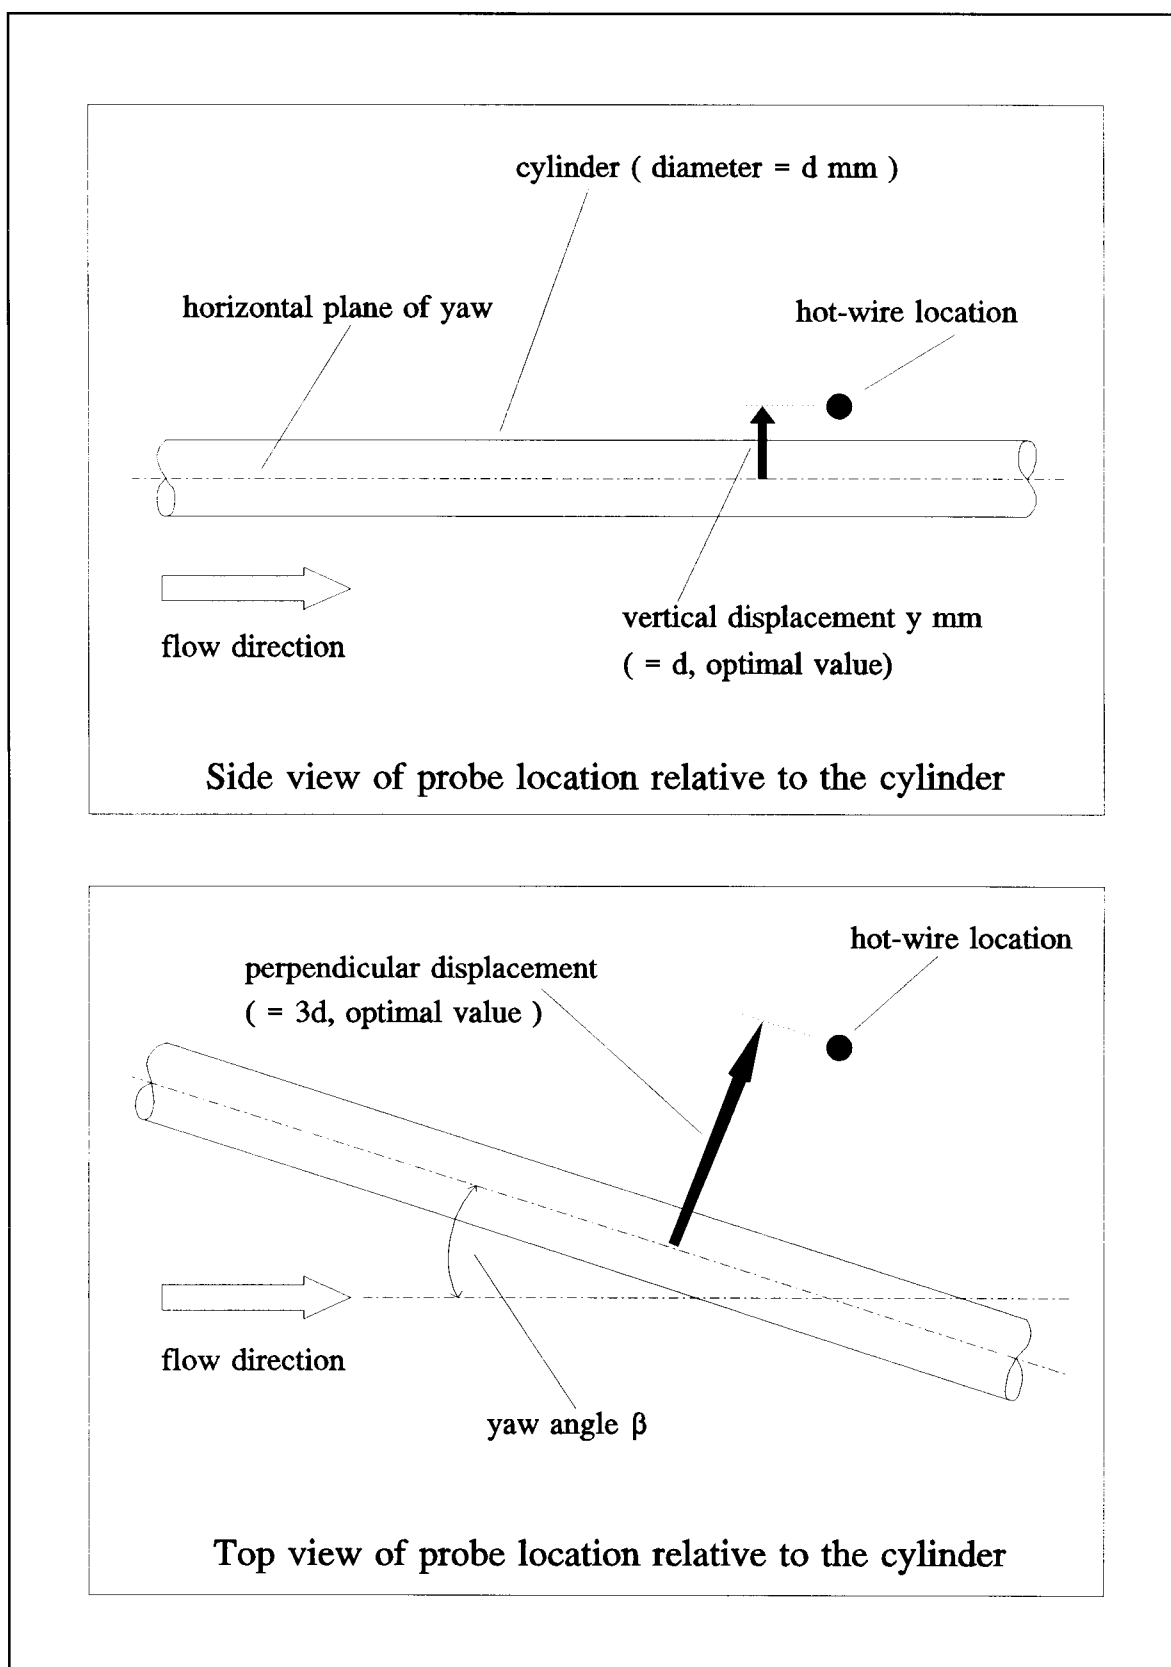 cylinder ( diameter = d mm )
horizontal plane of yaw
hot-wire location
vertical displacement y mm
( = d, optimal value)
flow direction
Side view of probe location relative to the cylinder
hot-wire location
perpendicular displacement
( = 3d, optimal value )
flow direction
yaw angle β
Top view of probe location relative to the cylinder